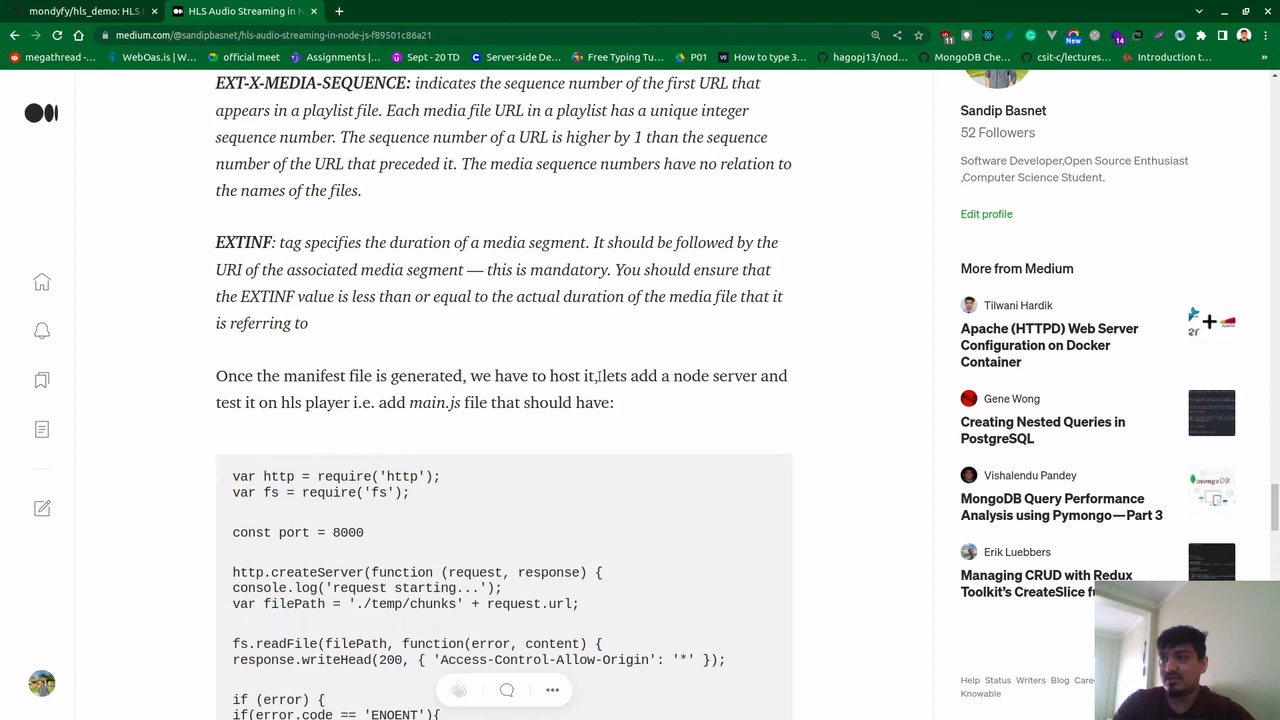 mondyfy/hls_demo: HLS D
HLS Audio Streaming in N
medium.com/@sandipbasnet/hls-audio-streaming-in-node-js-f89501c86a21
11
New
14
megathread -...
WebOas.is | W...
official meet
Assignments |...
Sept - 20 TD
Server-side De...
Free Typing Tu...
P01
How to type 3...
hagopj13/nod...
MongoDB Che...
csit-c/lectures...
Introduction t...
»
EXT-X-MEDIA-SEQUENCE: indicates the sequence number of the first URL that
appears in a playlist file. Each media file URL in a playlist has a unique integer
sequence number. The sequence number of a URL is higher by 1 than the sequence
number of the URL that preceded it. The media sequence numbers have no relation to
the names of the files.
EXTINF: tag specifies the duration of a media segment. It should be followed by the
URI of the associated media segment — this is mandatory. You should ensure that
the EXTINF value is less than or equal to the actual duration of the media file that it
is referring to
Once the manifest file is generated, we have to host it, lets add a node server and
test it on hls player i.e. add main.js file that should have:
var http = require('http');
var fs = require('fs');
const port = 8000
http.createServer(function (request, response) {
console.log('request starting...');
var filePath = './temp/chunks' + request.url;
fs.readFile(filePath, function(error, content) {
response.writeHead(200, { 'Access-Control-Allow-Origin': '*' });
if (error) {
if(error.code == 'ENOENT'){
Sandip Basnet
52 Followers
Software Developer,Open Source Enthusiast
,Computer Science Student.
Edit profile
More from Medium
Tilwani Hardik
Apache (HTTPD) Web Server
Configuration on Docker
Container
Gene Wong
Creating Nested Queries in
PostgreSQL
Vishalendu Pandey
MongoDB Query Performance
Analysis using Pymongo — Part 3
Erik Luebbers
Managing CRUD with Redux
Toolkit's CreateSlice
Help Status Writers Blog
Knowable